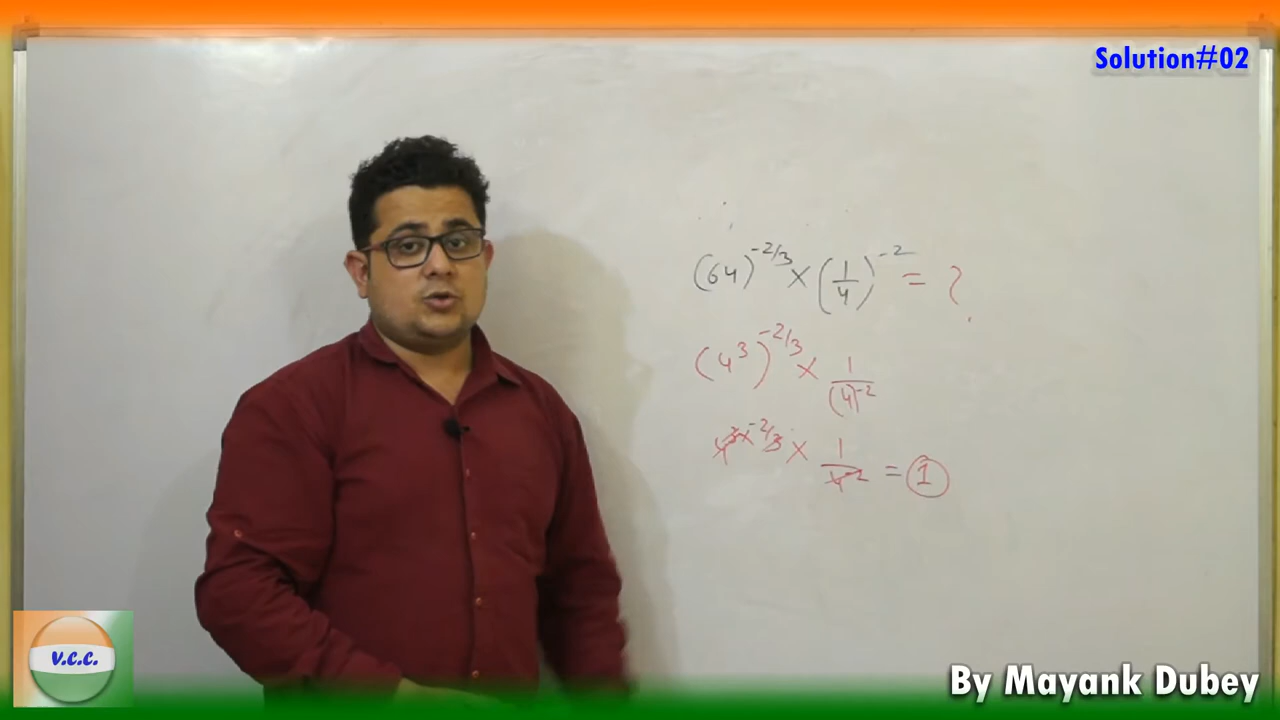 Solution#02
(64)^-2/3 × (1/4)^-2 = ?
(4^3)^-2/3 × 1/(4)^-2
4^3×-2/3 × 1/4^-2 = 1
V.C.C.
By Mayank Dubey